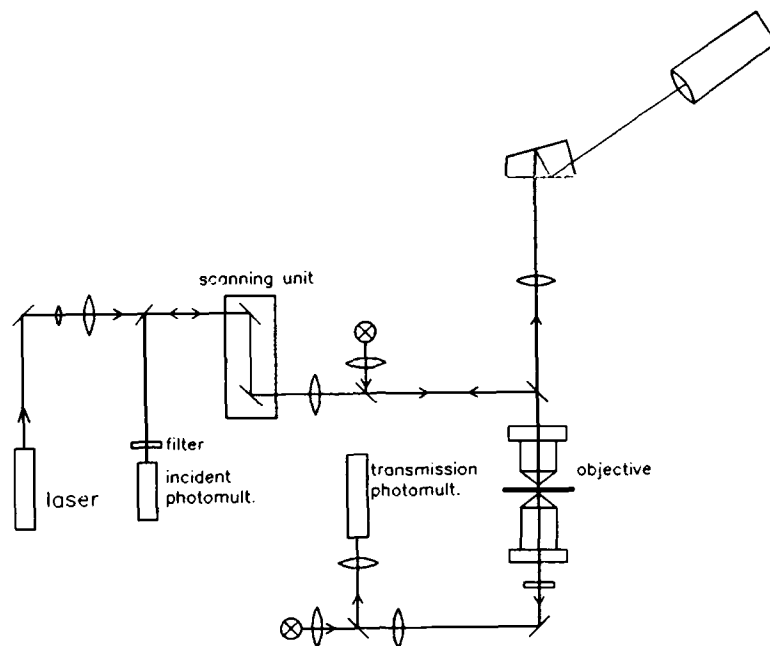 scanning unit
filter
incident
photomult.
laser
transmission
photomult.
objective